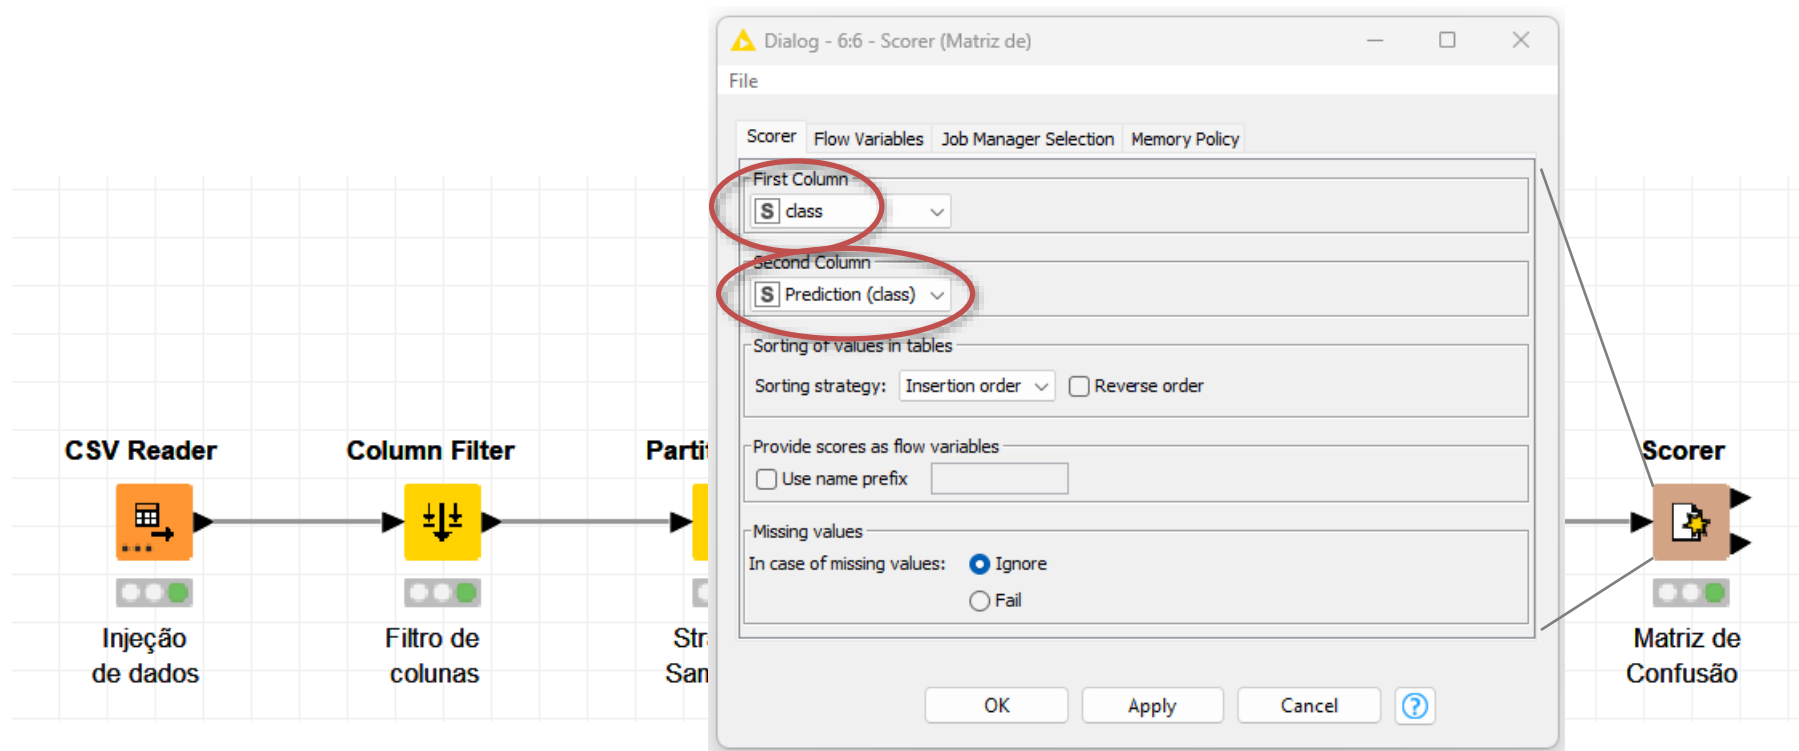 Dialog - 6:6 - Scorer (Matriz de)
File
Scorer Flow Variables Job Manager Selection Memory Policy
First Column
S class
Second Column
S Prediction (class)
Sorting of values in tables
Sorting strategy: Insertion order Reverse order
Provide scores as flow variables
Use name prefix
Missing values
In case of missing values: Ignore
Fail
OK Apply Cancel ?
CSV Reader
Injeção
de dados
Column Filter
Filtro de
colunas
Partit
Str
San
Scorer
Matriz de
Confusão